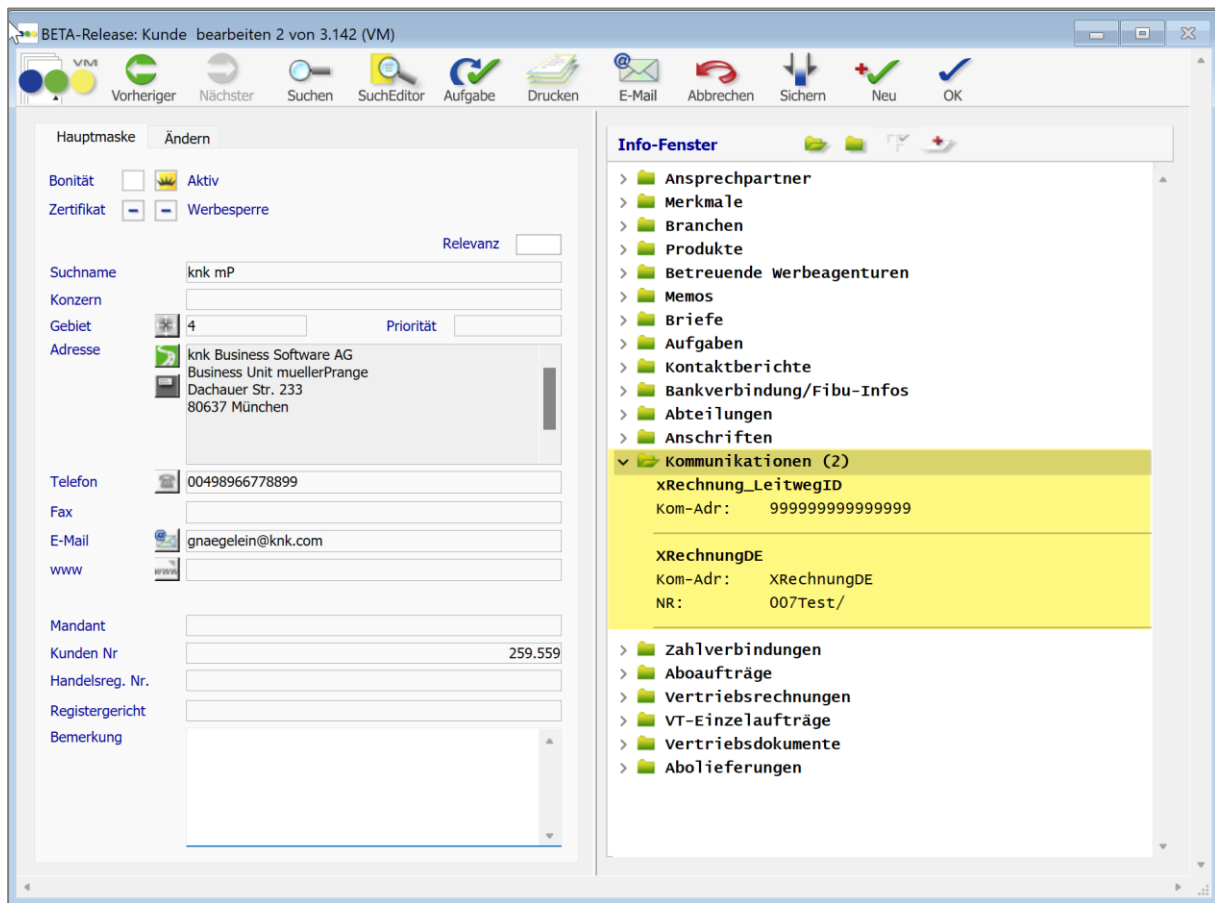 BETA-Release: Kunde bearbeiten 2 von 3.142 (VM)
VM
Vorheriger Nächster Suchen SuchEditor Aufgabe Drucken E-Mail Abbrechen Sichern Neu OK
Hauptmaske Ändern
Bonität Aktiv
Zertifikat Werbesperre
Relevanz
Suchname knk mP
Konzern
Gebiet 4 Priorität
Adresse knk Business Software AG
Business Unit muellerPrange
Dachauer Str. 233
80637 München
Telefon 00498966778899
Fax
E-Mail gnaegelein@knk.com
www
Mandant
Kunden Nr 259.559
Handelsreg. Nr.
Registergericht
Bemerkung
Info-Fenster
Ansprechpartner
Merkmale
Branchen
Produkte
Betreuende Werbeagenturen
Memos
Briefe
Aufgaben
Kontaktberichte
Bankverbindung/Fibu-Infos
Abteilungen
Anschriften
Kommunikationen (2)
xRechnung_LeitwegID
Kom-Adr: 999999999999999
XRechnungDE
Kom-Adr: XRechnungDE
NR: 007Test/
Zahlverbindungen
Aboaufträge
Vertriebsrechnungen
VT-Einzelaufträge
Vertriebsdokumente
Abolieferungen